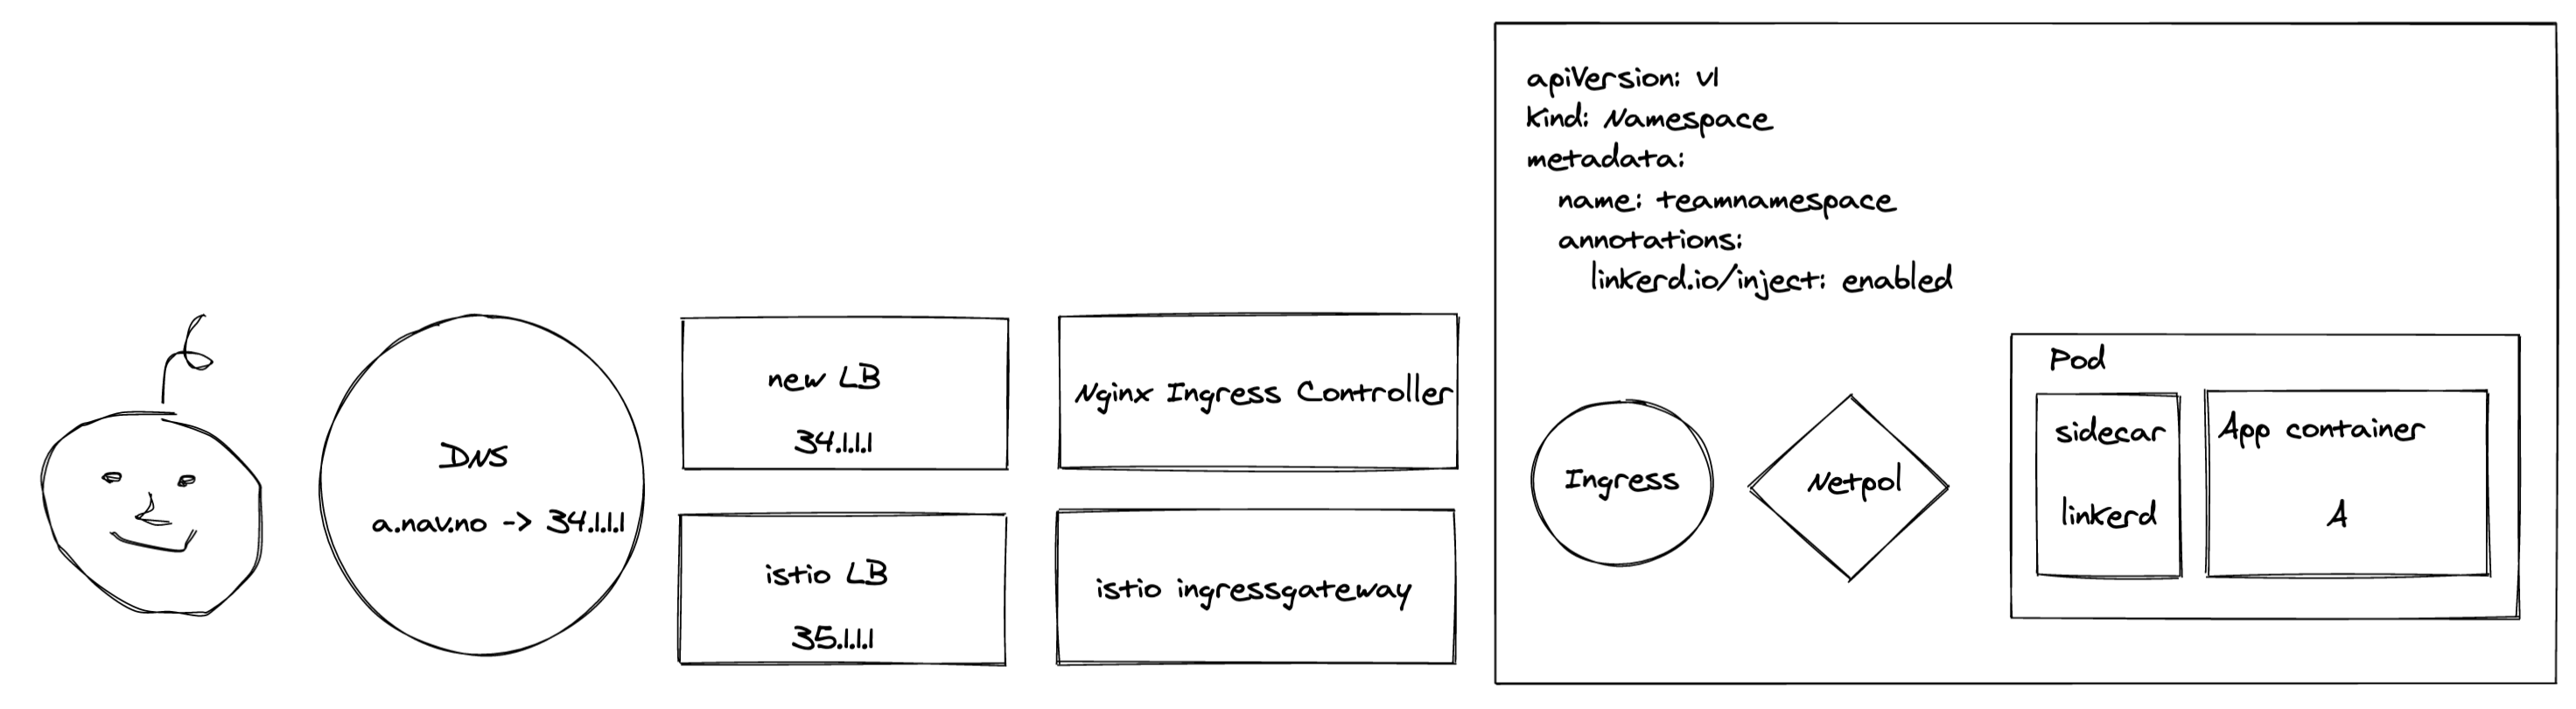 DNS
a.nav.no -> 34.1.1.1
new LB
34.1.1.1
istio LB
35.1.1.1
Nginx Ingress Controller
istio ingressgateway
apiVersion: v1
kind: Namespace
metadata:
name: teamnamespace
annotations:
linkerd.io/inject: enabled
Ingress
Netpol
Pod
sidecar
linkerd
App container
A